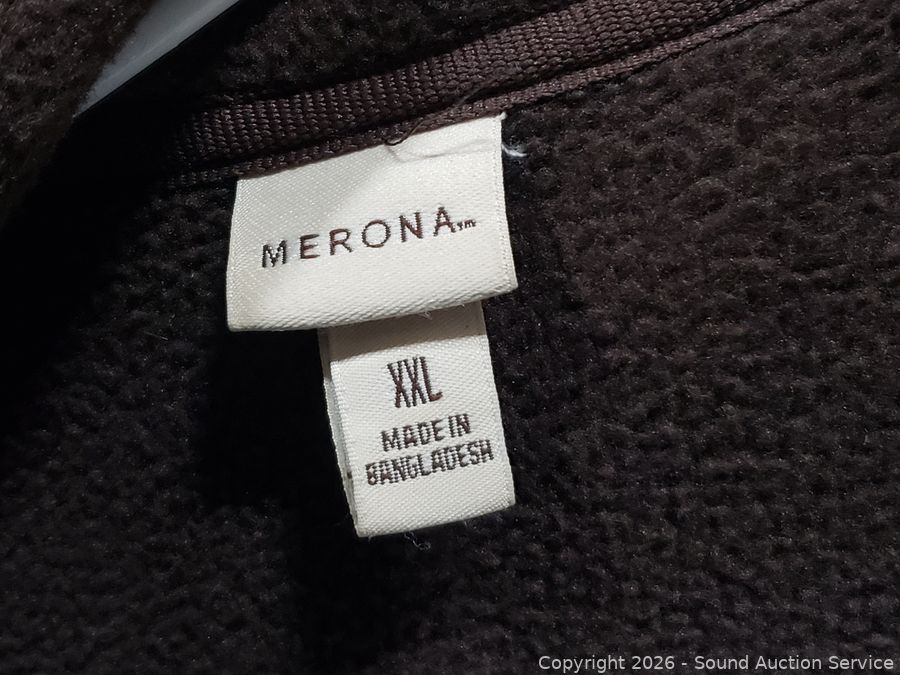 MERONA™
XXL
MADE IN
BANGLADESH
Copyright 2026 - Sound Auction Service